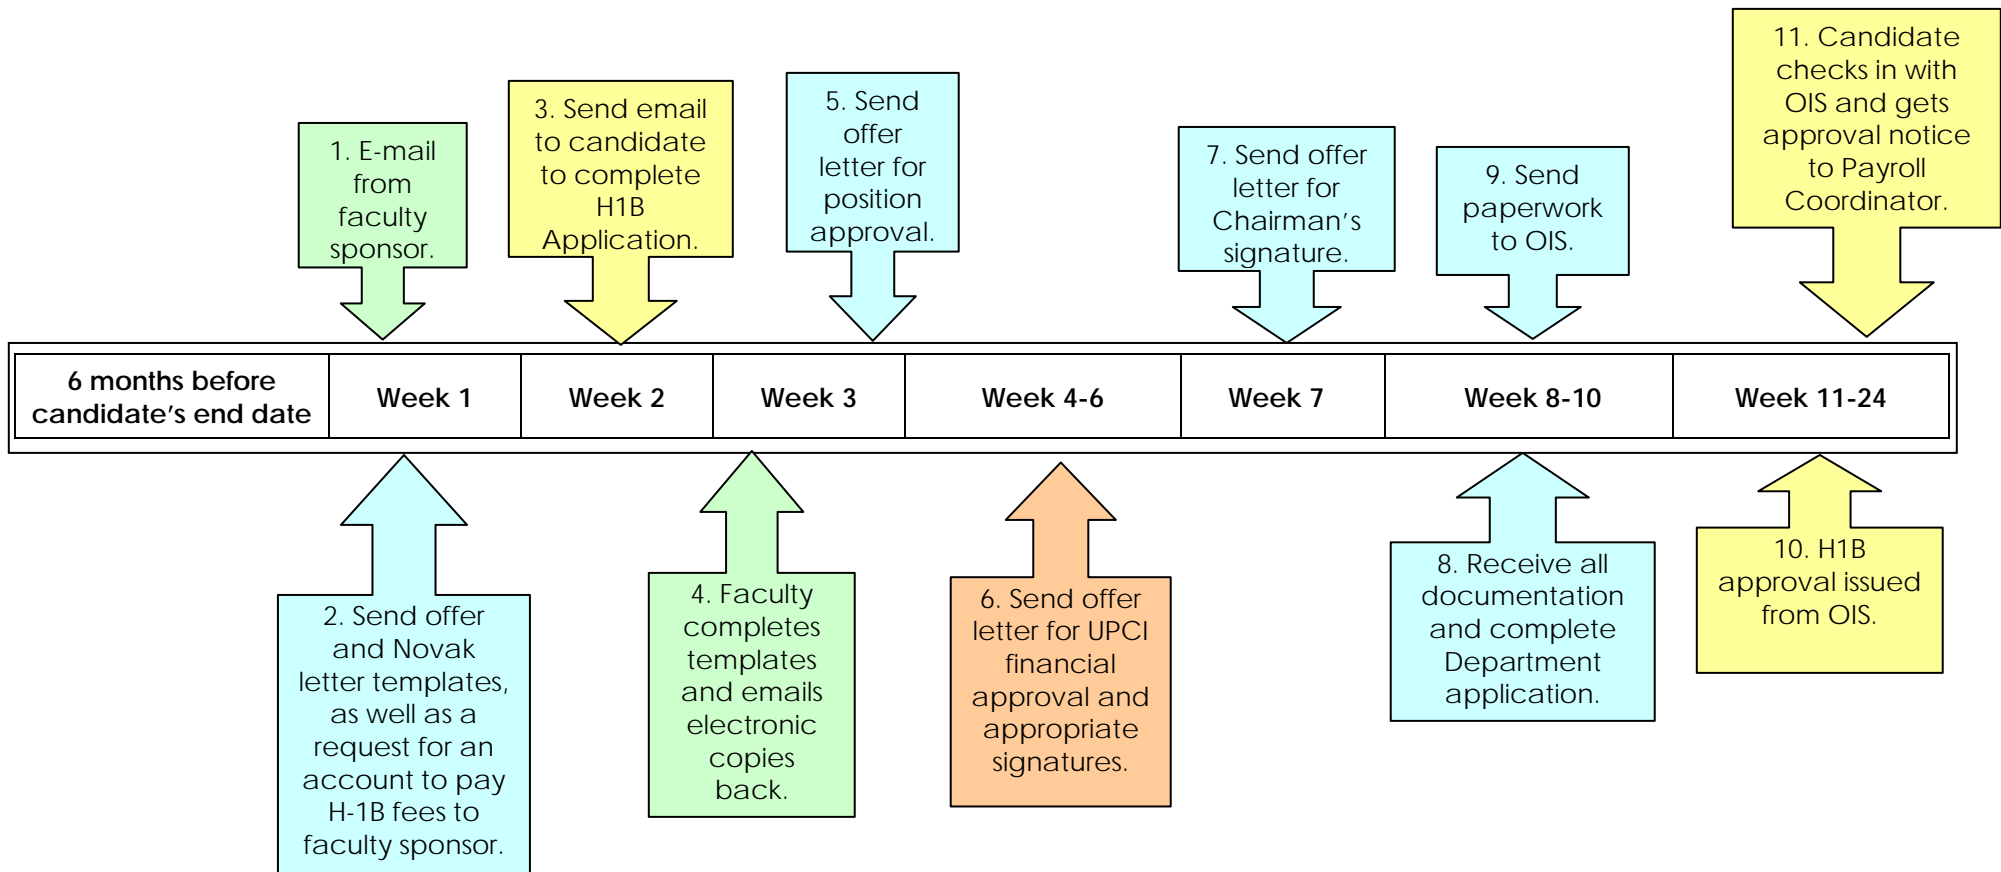 1. E-mail
from
faculty
sponsor.
3. Send email
to candidate
to complete
H1B
Application.
5. Send
offer
letter for
position
approval.
7. Send offer
letter for
Chairman’s
signature.
9. Send
paperwork
to OIS.
11. Candidate
checks in with
OIS and gets
approval notice
to Payroll
Coordinator.
6 months before
candidate’s end date
Week 1
Week 2
Week 3
Week 4-6
Week 7
Week 8-10
Week 11-24
2. Send offer
and Novak
letter templates,
as well as a
request for an
account to pay
H-1B fees to
faculty sponsor.
4. Faculty
completes
templates
and emails
electronic
copies
back.
6. Send offer
letter for UPCI
financial
approval and
appropriate
signatures.
8. Receive all
documentation
and complete
Department
application.
10. H1B
approval issued
from OIS.